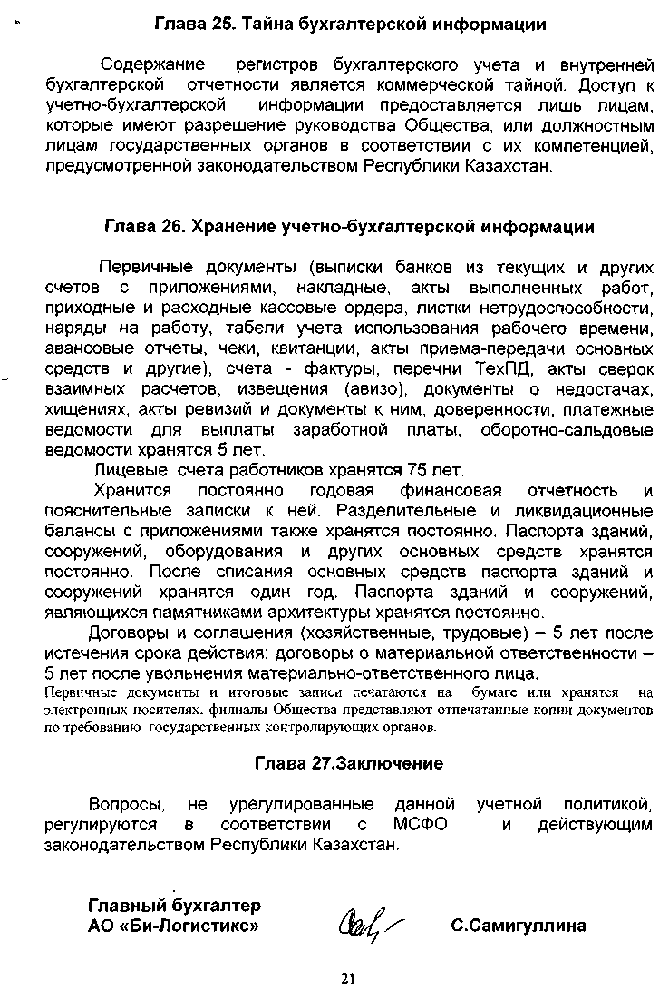 Глава 25. Тайна бухгалтерской информации
Содержание регистров бухгалтерского учета и внутренней
бухгалтерской отчетности является коммерческой тайной. Доступ к
учетно-бухгалтерской информации предоставляется лишь лицам,
которые имеют разрешение руководства Общества, или должностным
лицам государственных органов в соответствии с их компетенцией,
предусмотренной законодательством Республики Казахстан.
Глава 26. Хранение учетно-бухгалтерской информации
Первичные документы (выписки банков из текущих и других
счетов с приложениями, накладные, акты выполненных работ,
приходные и расходные кассовые ордера, листки нетрудоспособности,
наряды на работу, табели учета использования рабочего времени,
авансовые отчеты, чеки, квитанции, акты приема-передачи основных
средств и другие), счета - фактуры, перечни ТехПД, акты сверок
взаимных расчетов, извещения (авизо), документы о недостачах,
хищениях, акты ревизий и документы к ним, доверенности, платежные
ведомости для выплаты заработной платы, оборотно-сальдовые
ведомости хранятся 5 лет.
Лицевые счета работников хранятся 75 лет.
Хранится постоянно годовая финансовая отчетность и
пояснительные записки к ней. Разделительные и ликвидационные
балансы с приложениями также хранятся постоянно. Паспорта зданий,
сооружений, оборудования и других основных средств хранятся
постоянно. После списания основных средств паспорта зданий и
сооружений хранятся один год. Паспорта зданий и сооружений,
являющихся памятниками архитектуры хранятся постоянно.
Договоры и соглашения (хозяйственные, трудовые) – 5 лет после
истечения срока действия; договоры о материальной ответственности –
5 лет после увольнения материально-ответственного лица.
Первичные документы и итоговые записи печатаются на бумаге или хранятся на
электронных носителях. филиалы Общества представляют отпечатанные копии документов
по требованию государственных контролирующих органов.
Глава 27.Заключение
Вопросы, не урегулированные данной учетной политикой,
регулируются в соответствии с МСФО и действующим
законодательством Республики Казахстан.
Главный бухгалтер
АО «Би-Логистикс» С.Самигуллина
21